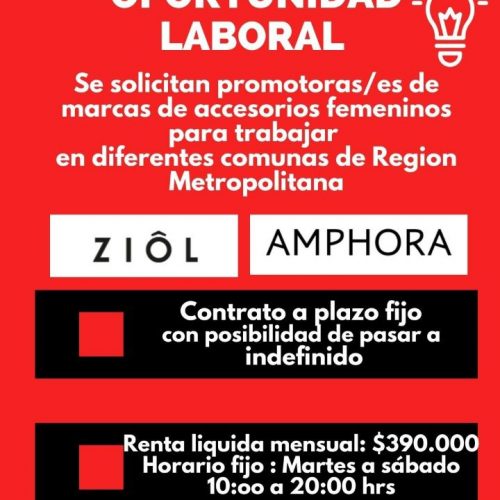 OPORTUNIDAD
LABORAL
Se solicitan promotoras/es de
marcas de accesorios femeninos
para trabajar
en diferentes comunas de Region
Metropolitana
ZIÔL
AMPHORA
Contrato a plazo fijo
con posibilidad de pasar a
indefinido
Renta liquida mensual: $390.000
Horario fijo : Martes a sábado
10:oo a 20:00 hrs